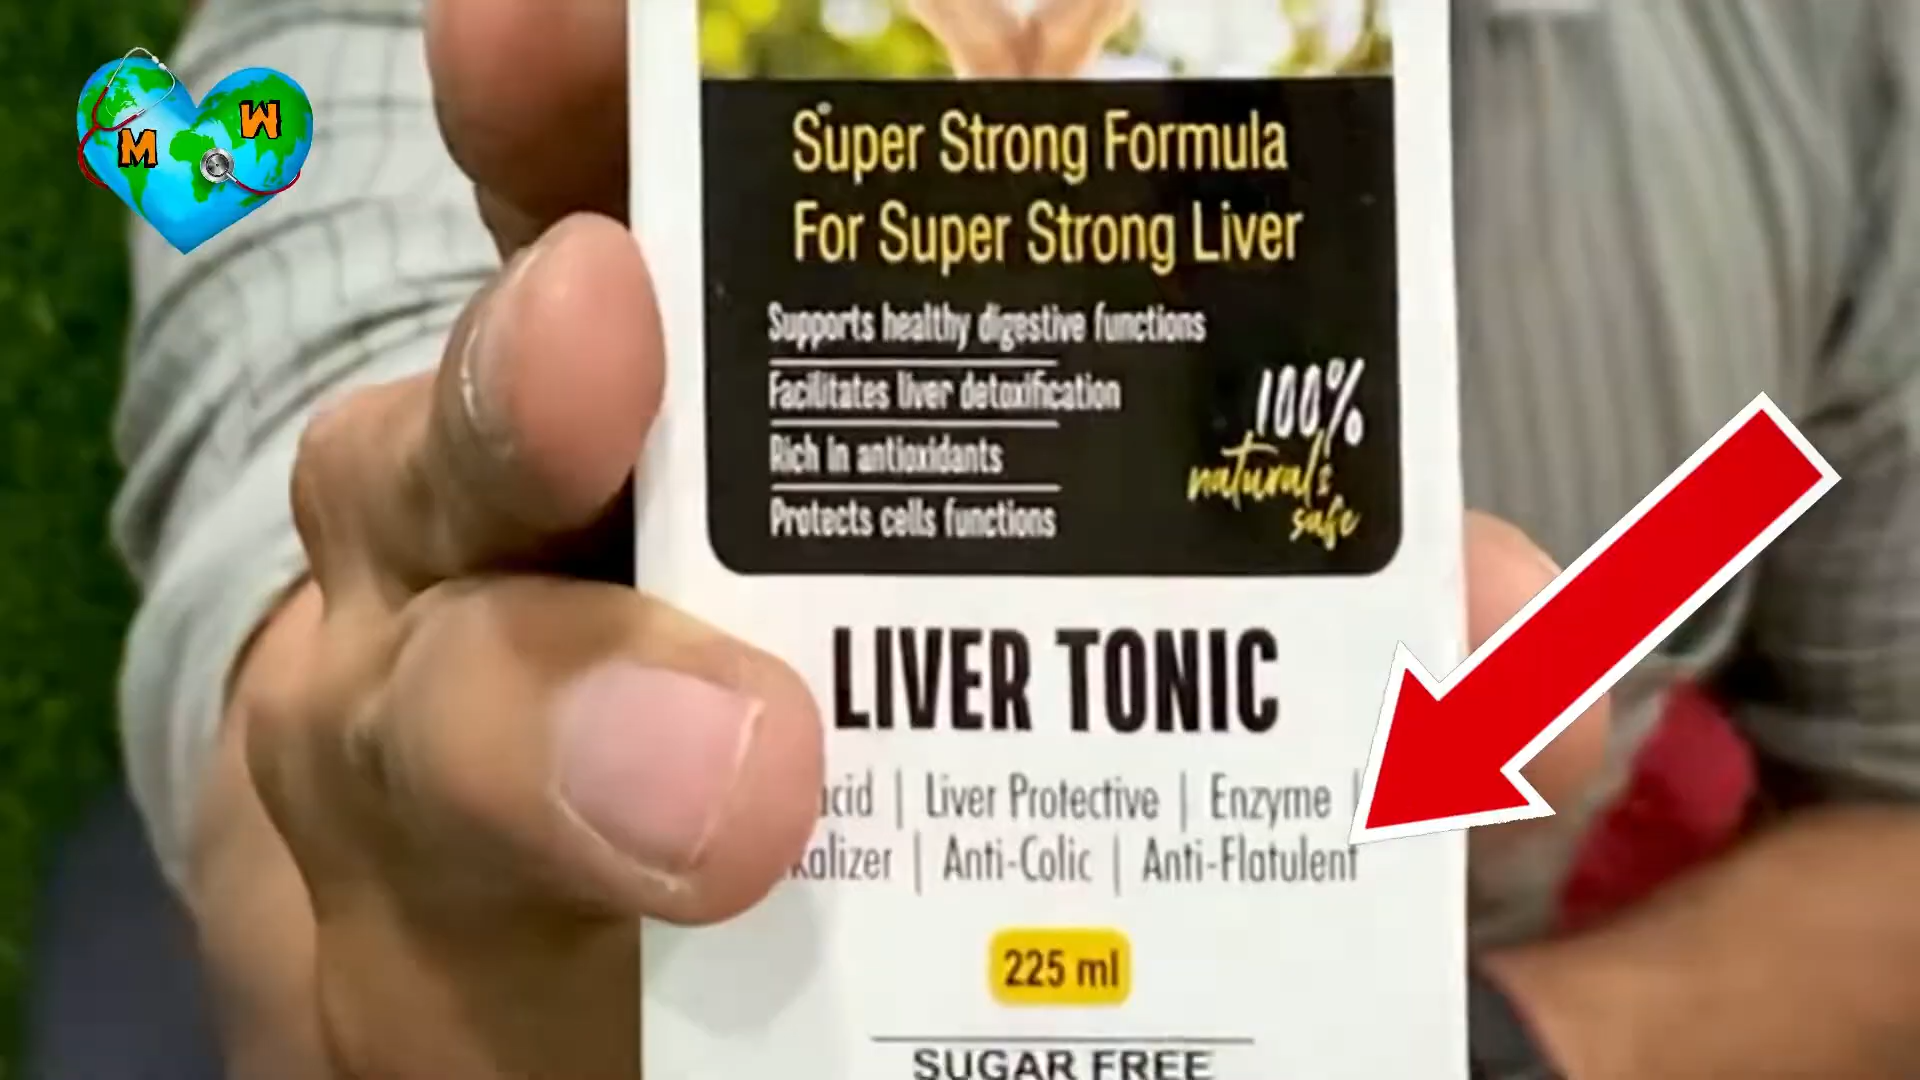 M W
Super Strong Formula
For Super Strong Liver
Supports healthy digestive functions
Facilitates liver detoxification
Rich in antioxidants
Protects cells functions
100%
natural &
safe
LIVER TONIC
| Liver Protective | Enzyme |
| Anti-Colic | Anti-Flatulent
225 ml
SUGAR FREE